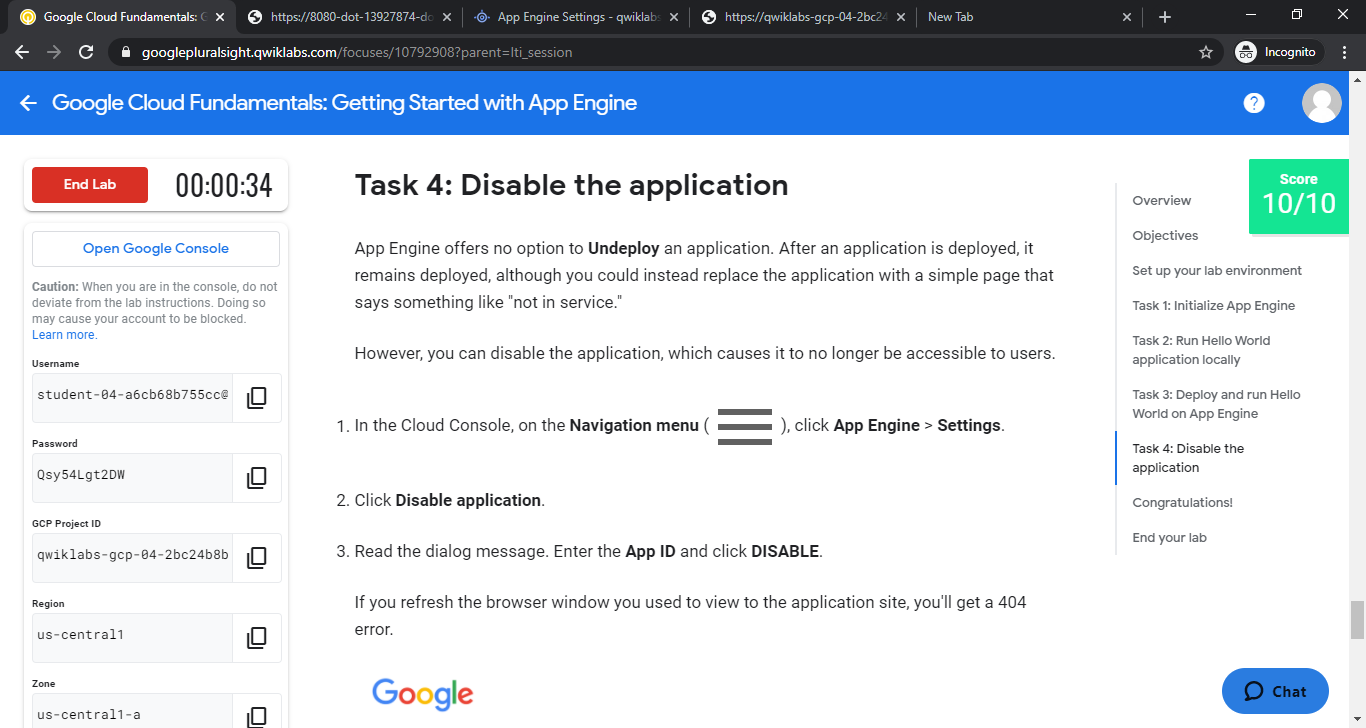 Google Cloud Fundamentals: G
https://8080-dot-13927874-do
App Engine Settings - qwiklabs
https://qwiklabs-gcp-04-2bc24
New Tab
googlepluralsight.qwiklabs.com/focuses/10792908?parent=lti_session
Incognito
Google Cloud Fundamentals: Getting Started with App Engine
?
End Lab
00:00:34
Open Google Console
Caution: When you are in the console, do not
deviate from the lab instructions. Doing so
may cause your account to be blocked.
Learn more.
Username
student-04-a6cb68b755cc@
Password
Qsy54Lgt2DW
GCP Project ID
qwiklabs-gcp-04-2bc24b8b
Region
us-central1
Zone
us-central1-a
Task 4: Disable the application
App Engine offers no option to Undeploy an application. After an application is deployed, it
remains deployed, although you could instead replace the application with a simple page that
says something like "not in service."
However, you can disable the application, which causes it to no longer be accessible to users.
1. In the Cloud Console, on the Navigation menu ( ), click App Engine > Settings.
2. Click Disable application.
3. Read the dialog message. Enter the App ID and click DISABLE.
If you refresh the browser window you used to view to the application site, you'll get a 404
error.
Google
Overview
Objectives
Set up your lab environment
Task 1: Initialize App Engine
Task 2: Run Hello World
application locally
Task 3: Deploy and run Hello
World on App Engine
Task 4: Disable the
application
Congratulations!
End your lab
Score
10/10
Chat